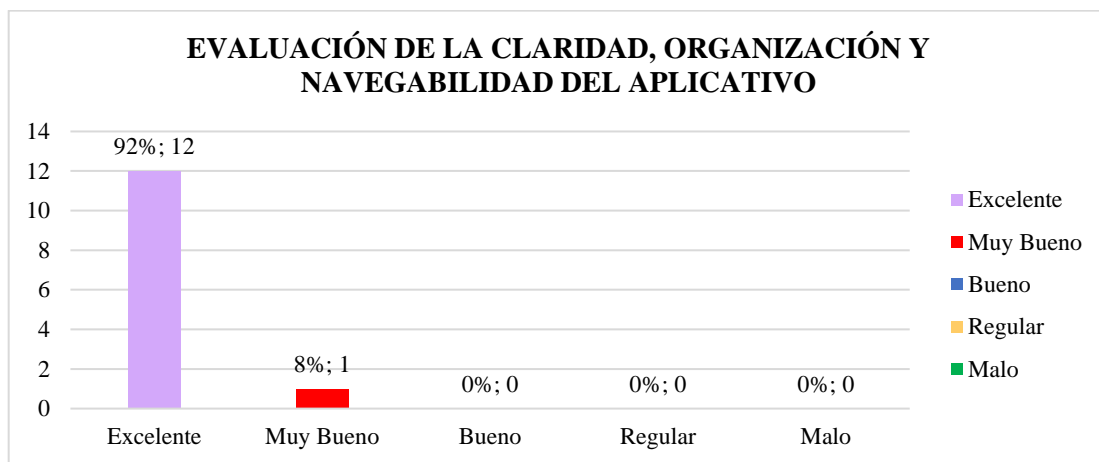 EVALUACIÓN DE LA CLARIDAD, ORGANIZACIÓN Y
NAVEGABILIDAD DEL APLICATIVO
14
12
10
8
6
4
2
0
92%; 12
8%; 1
0%; 0
0%; 0
0%; 0
Excelente
Muy Bueno
Bueno
Regular
Malo
Excelente
Muy Bueno
Bueno
Regular
Malo